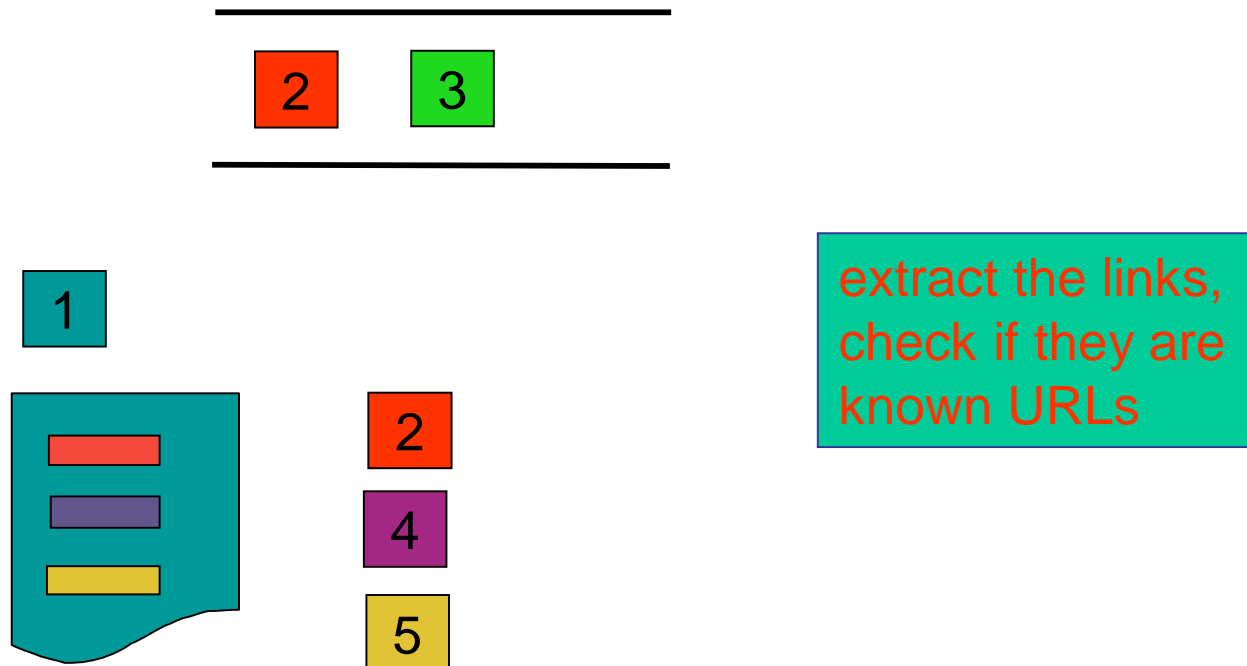 2 3
1
extract the links,
check if they are
known URLs
2
4
5